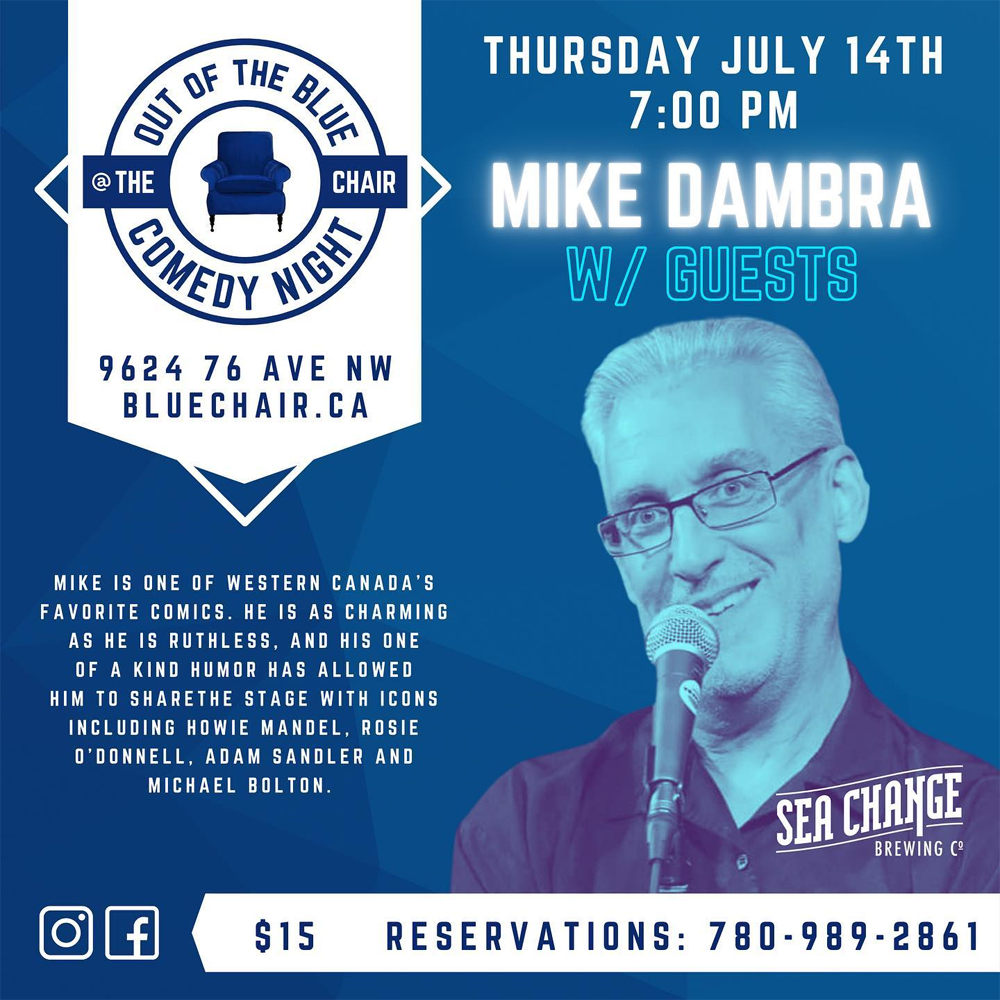 OUT OF THE BLUE
@ THE CHAIR
COMEDY NIGHT
9624 76 AVE NW
BLUECHAIR.CA
THURSDAY JULY 14TH
7:00 PM
MIKE DAMBRA
W/ GUESTS
MIKE IS ONE OF WESTERN CANADA'S
FAVORITE COMICS. HE IS AS CHARMING
AS HE IS RUTHLESS, AND HIS ONE
OF A KIND HUMOR HAS ALLOWED
HIM TO SHARETHE STAGE WITH ICONS
INCLUDING HOWIE MANDEL, ROSIE
O'DONNELL, ADAM SANDLER AND
MICHAEL BOLTON.
SEA CHANGE
BREWING Cº
$15 RESERVATIONS: 780-989-2861